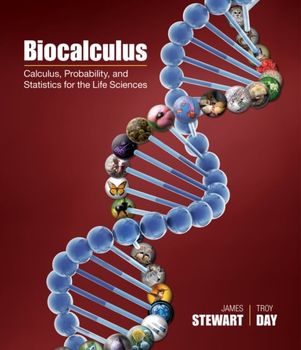 Biocalculus
Calculus, Probability, and
Statistics for the Life Sciences
JAMES
STEWART
TROY
DAY